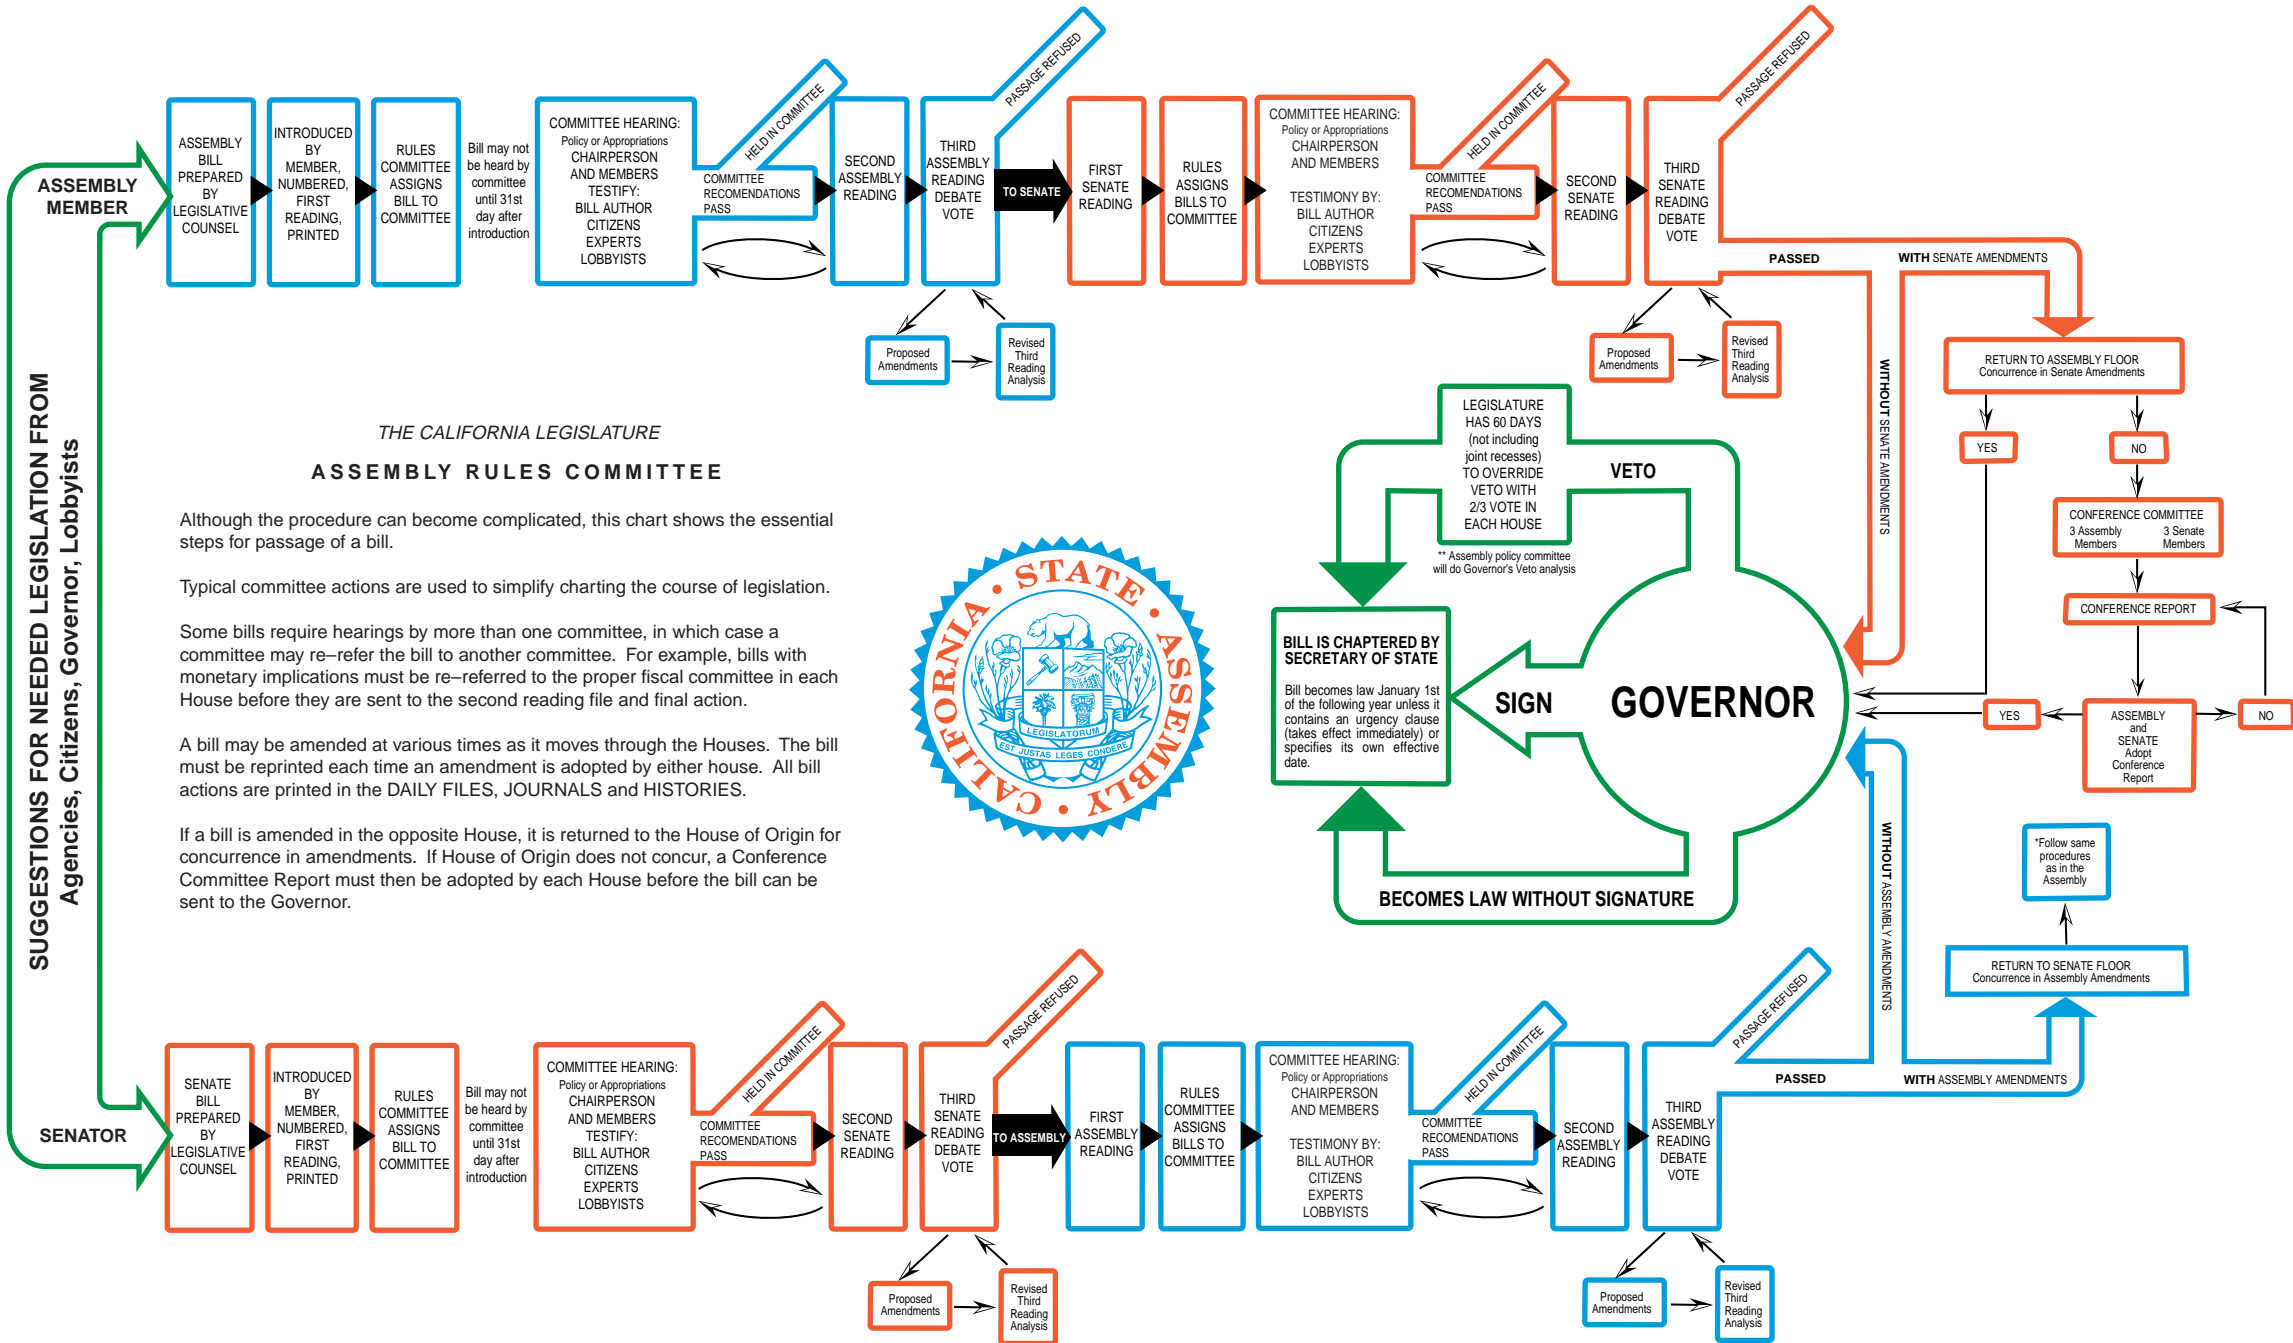 SUGGESTIONS FOR NEEDED LEGISLATION FROM
Agencies, Citizens, Governor, Lobbyists
ASSEMBLY
MEMBER
ASSEMBLY
BILL
PREPARED
BY
LEGISLATIVE
COUNSEL
INTRODUCED
BY
MEMBER,
NUMBERED,
FIRST
READING,
PRINTED
RULES
COMMITTEE
ASSIGNS
BILL TO
COMMITTEE
Bill may not
be heard by
committee
until 31st
day after
introduction
COMMITTEE HEARING:
Policy or Appropriations
CHAIRPERSON
AND MEMBERS
TESTIFY:
BILL AUTHOR
CITIZENS
EXPERTS
LOBBYISTS
HELD IN COMMITTEE
COMMITTEE
RECOMENDATIONS
PASS
SECOND
ASSEMBLY
READING
THIRD
ASSEMBLY
READING
DEBATE
VOTE
PASSAGE REFUSED
Proposed
Amendments
Revised
Third
Reading
Analysis
TO SENATE
FIRST
SENATE
READING
RULES
ASSIGNS
BILLS TO
COMMITTEE
COMMITTEE HEARING:
Policy or Appropriations
CHAIRPERSON
AND MEMBERS
TESTIMONY BY:
BILL AUTHOR
CITIZENS
EXPERTS
LOBBYISTS
HELD IN COMMITTEE
COMMITTEE
RECOMENDATIONS
PASS
SECOND
SENATE
READING
THIRD
SENATE
READING
DEBATE
VOTE
PASSAGE REFUSED
Proposed
Amendments
Revised
Third
Reading
Analysis
PASSED
WITH SENATE AMENDMENTS
WITHOUT SENATE AMENDMENTS
RETURN TO ASSEMBLY FLOOR
Concurrence in Senate Amendments
YES
NO
CONFERENCE COMMITTEE
3 Assembly
Members
3 Senate
Members
CONFERENCE REPORT
ASSEMBLY
and
SENATE
Adopt
Conference
Report
YES
NO
THE CALIFORNIA LEGISLATURE
ASSEMBLY RULES COMMITTEE
Although the procedure can become complicated, this chart shows the essential
steps for passage of a bill.
Typical committee actions are used to simplify charting the course of legislation.
Some bills require hearings by more than one committee, in which case a
committee may re–refer the bill to another committee. For example, bills with
monetary implications must be re–referred to the proper fiscal committee in each
House before they are sent to the second reading file and final action.
A bill may be amended at various times as it moves through the Houses. The bill
must be reprinted each time an amendment is adopted by either house. All bill
actions are printed in the DAILY FILES, JOURNALS and HISTORIES.
If a bill is amended in the opposite House, it is returned to the House of Origin for
concurrence in amendments. If House of Origin does not concur, a Conference
Committee Report must then be adopted by each House before the bill can be
sent to the Governor.
CALIFORNIA • STATE • ASSEMBLY •
LEGISLATORUM
EST JUSTAS LEGES CONDERE
LEGISLATURE
HAS 60 DAYS
(not including
joint recesses)
TO OVERRIDE
VETO WITH
2/3 VOTE IN
EACH HOUSE
** Assembly policy committee
will do Governor's Veto analysis
VETO
BILL IS CHAPTERED BY
SECRETARY OF STATE
Bill becomes law January 1st
of the following year unless it
contains an urgency clause
(takes effect immediately) or
specifies its own effective
date.
SIGN
GOVERNOR
BECOMES LAW WITHOUT SIGNATURE
SENATOR
SENATE
BILL
PREPARED
BY
LEGISLATIVE
COUNSEL
INTRODUCED
BY
MEMBER,
NUMBERED,
FIRST
READING,
PRINTED
RULES
COMMITTEE
ASSIGNS
BILL TO
COMMITTEE
Bill may not
be heard by
committee
until 31st
day after
introduction
COMMITTEE HEARING:
Policy or Appropriations
CHAIRPERSON
AND MEMBERS
TESTIFY:
BILL AUTHOR
CITIZENS
EXPERTS
LOBBYISTS
HELD IN COMMITTEE
COMMITTEE
RECOMENDATIONS
PASS
SECOND
SENATE
READING
THIRD
SENATE
READING
DEBATE
VOTE
PASSAGE REFUSED
Proposed
Amendments
Revised
Third
Reading
Analysis
TO ASSEMBLY
FIRST
ASSEMBLY
READING
RULES
COMMITTEE
ASSIGNS
BILLS TO
COMMITTEE
COMMITTEE HEARING:
Policy or Appropriations
CHAIRPERSON
AND MEMBERS
TESTIMONY BY:
BILL AUTHOR
CITIZENS
EXPERTS
LOBBYISTS
HELD IN COMMITTEE
COMMITTEE
RECOMENDATIONS
PASS
SECOND
ASSEMBLY
READING
THIRD
ASSEMBLY
READING
DEBATE
VOTE
PASSAGE REFUSED
Proposed
Amendments
Revised
Third
Reading
Analysis
PASSED
WITH ASSEMBLY AMENDMENTS
WITHOUT ASSEMBLY AMENDMENTS
RETURN TO SENATE FLOOR
Concurrence in Assembly Amendments
*Follow same
procedures
as in the
Assembly